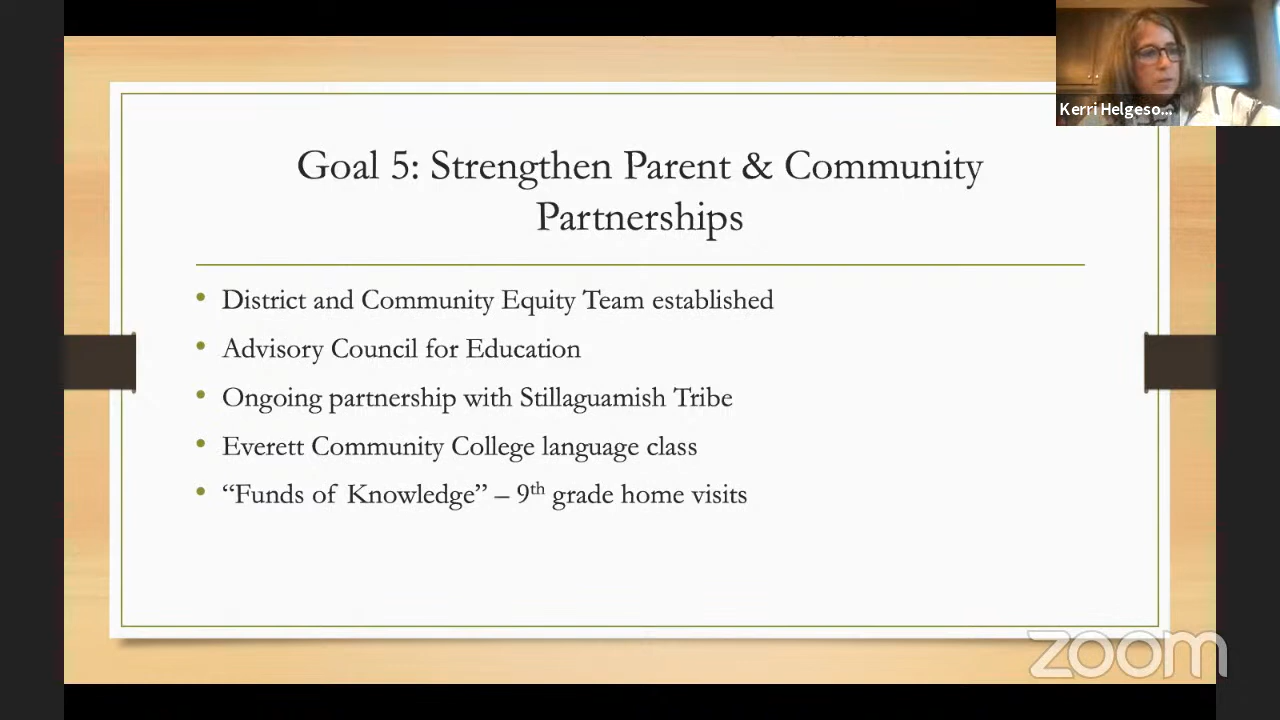 Kerri Helgeso...
Goal 5: Strengthen Parent & Community
Partnerships
• District and Community Equity Team established
• Advisory Council for Education
• Ongoing partnership with Stillaguamish Tribe
• Everett Community College language class
• “Funds of Knowledge” – 9th grade home visits
zoom